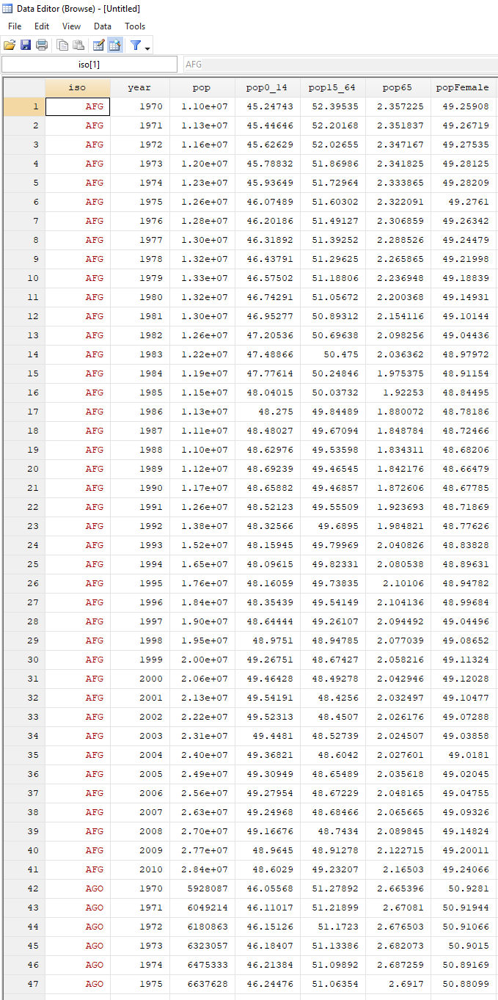 Data Editor (Browse) - [Untitled]
File Edit View Data Tools
iso[1] AFG
iso year pop pop0_14 pop15_64 pop65 popFemale
1 AFG 1970 1.10e+07 45.24743 52.39535 2.357225 49.25908
2 AFG 1971 1.13e+07 45.44646 52.20168 2.351837 49.26719
3 AFG 1972 1.16e+07 45.62629 52.02655 2.347167 49.27535
4 AFG 1973 1.20e+07 45.78832 51.86986 2.341825 49.28125
5 AFG 1974 1.23e+07 45.93649 51.72964 2.333865 49.28209
6 AFG 1975 1.26e+07 46.07489 51.60302 2.322091 49.2761
7 AFG 1976 1.28e+07 46.20186 51.49127 2.306859 49.26342
8 AFG 1977 1.30e+07 46.31892 51.39252 2.288526 49.24479
9 AFG 1978 1.32e+07 46.43791 51.29625 2.265865 49.21998
10 AFG 1979 1.33e+07 46.57502 51.18806 2.236948 49.18839
11 AFG 1980 1.32e+07 46.74291 51.05672 2.200368 49.14931
12 AFG 1981 1.30e+07 46.95277 50.89312 2.154116 49.10144
13 AFG 1982 1.26e+07 47.20536 50.69638 2.098256 49.04436
14 AFG 1983 1.22e+07 47.48866 50.475 2.036362 48.97972
15 AFG 1984 1.19e+07 47.77614 50.24846 1.975375 48.91154
16 AFG 1985 1.15e+07 48.04015 50.03732 1.92253 48.84495
17 AFG 1986 1.13e+07 48.275 49.84489 1.880072 48.78186
18 AFG 1987 1.11e+07 48.48027 49.67094 1.848784 48.72466
19 AFG 1988 1.10e+07 48.62976 49.53598 1.834311 48.68206
20 AFG 1989 1.12e+07 48.69239 49.46545 1.842176 48.66479
21 AFG 1990 1.17e+07 48.65882 49.46857 1.872606 48.67785
22 AFG 1991 1.26e+07 48.52123 49.55509 1.923693 48.71869
23 AFG 1992 1.38e+07 48.32566 49.6895 1.984821 48.77626
24 AFG 1993 1.52e+07 48.15945 49.79969 2.040826 48.83828
25 AFG 1994 1.65e+07 48.09615 49.82331 2.080538 48.89631
26 AFG 1995 1.76e+07 48.16059 49.73835 2.10106 48.94782
27 AFG 1996 1.84e+07 48.35439 49.54149 2.104136 48.99684
28 AFG 1997 1.90e+07 48.64444 49.26107 2.094492 49.04496
29 AFG 1998 1.95e+07 48.9751 48.94785 2.077039 49.08652
30 AFG 1999 2.00e+07 49.26751 48.67427 2.058216 49.11324
31 AFG 2000 2.06e+07 49.46428 48.49278 2.042946 49.12028
32 AFG 2001 2.13e+07 49.54191 48.4256 2.032497 49.10477
33 AFG 2002 2.22e+07 49.52313 48.4507 2.026176 49.07288
34 AFG 2003 2.31e+07 49.4481 48.52739 2.024507 49.03858
35 AFG 2004 2.40e+07 49.36821 48.6042 2.027601 49.0181
36 AFG 2005 2.49e+07 49.30949 48.65489 2.035618 49.02045
37 AFG 2006 2.56e+07 49.27954 48.67229 2.048165 49.04755
38 AFG 2007 2.63e+07 49.24968 48.68466 2.065665 49.09326
39 AFG 2008 2.70e+07 49.16676 48.7434 2.089845 49.14824
40 AFG 2009 2.77e+07 48.9645 48.91278 2.122715 49.20011
41 AFG 2010 2.84e+07 48.6029 49.23207 2.16503 49.24066
42 AGO 1970 5928087 46.05568 51.27892 2.665396 50.9281
43 AGO 1971 6049214 46.11017 51.21899 2.67081 50.91944
44 AGO 1972 6180863 46.15126 51.1723 2.676503 50.91066
45 AGO 1973 6323057 46.18407 51.13386 2.682073 50.9015
46 AGO 1974 6475333 46.21384 51.09892 2.687259 50.89169
47 AGO 1975 6637628 46.24476 51.06354 2.6917 50.88099